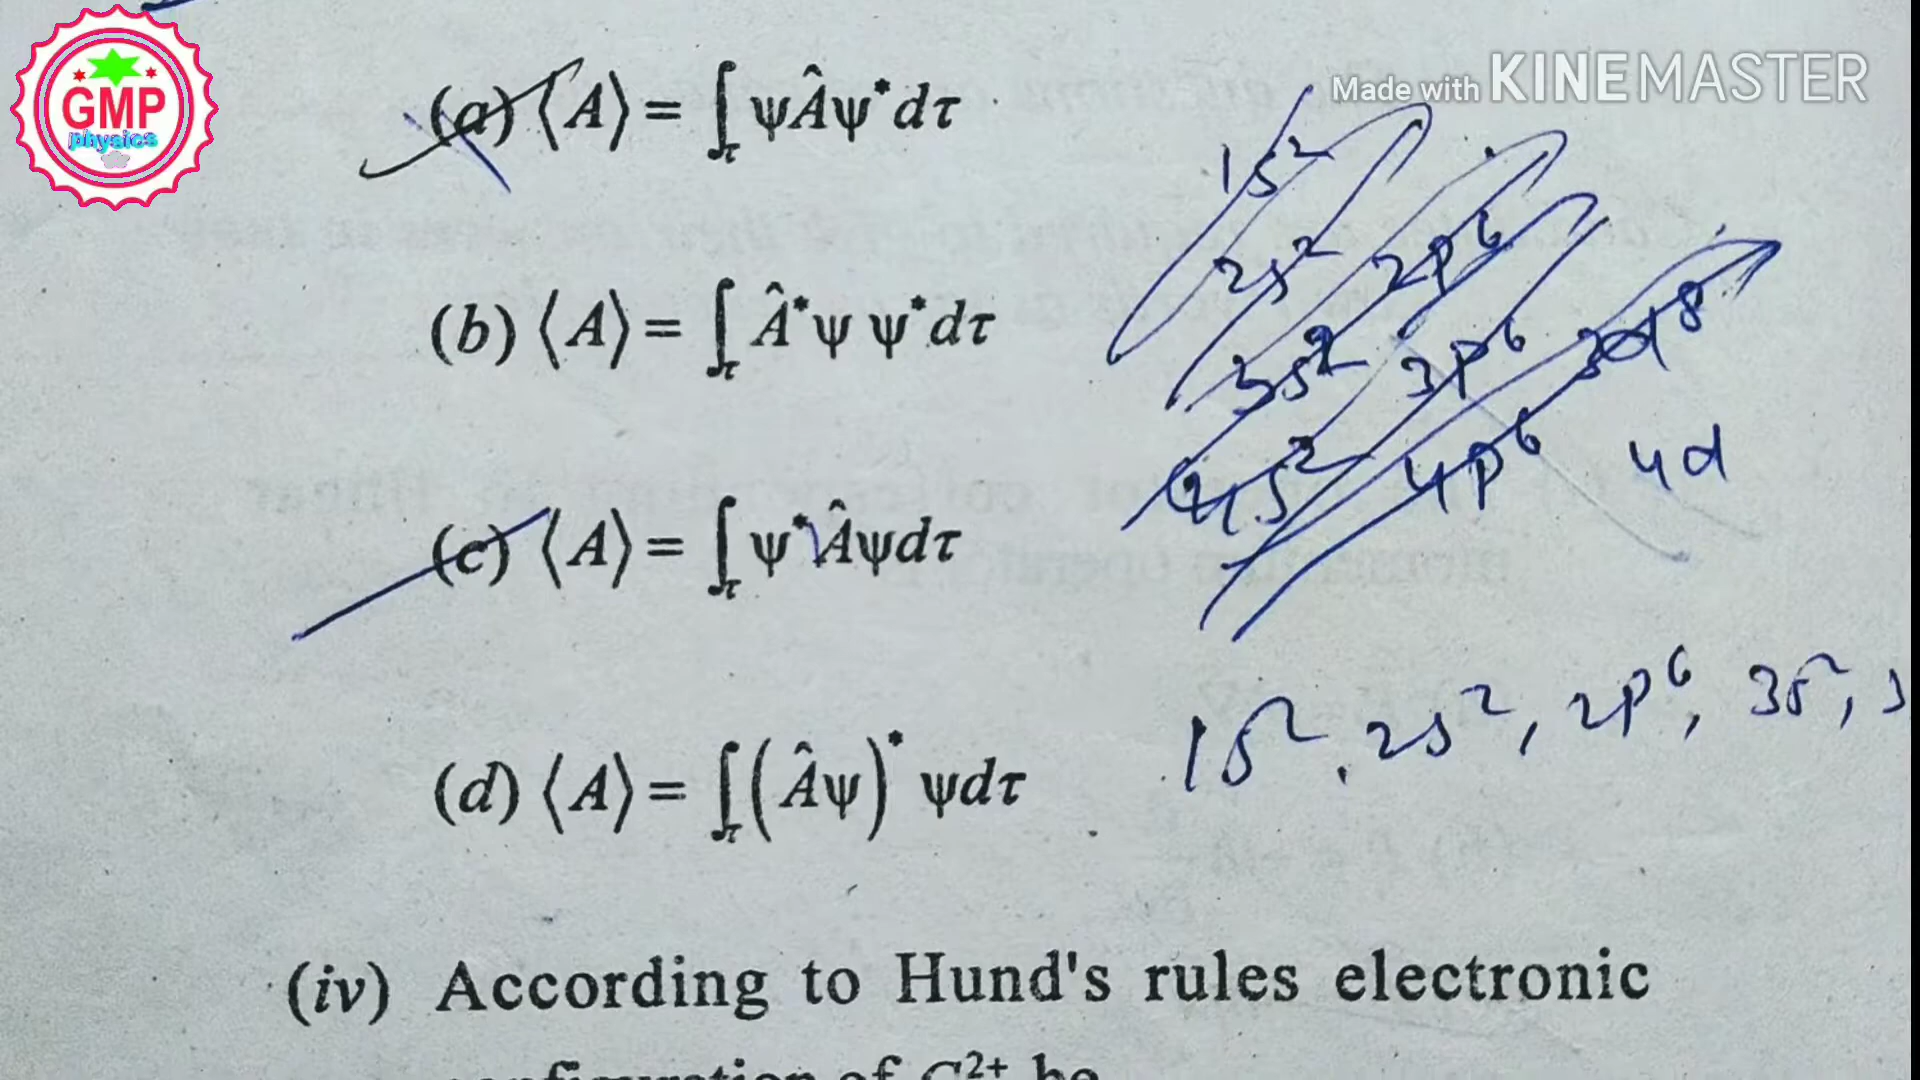 GMP
physics
Made with KINEMASTER
(a) ⟨A⟩ = ∫τ ψÂψ*dτ
(b) ⟨A⟩ = ∫τ Â*ψ ψ*dτ
(c) ⟨A⟩ = ∫τ ψ*Âψdτ
(d) ⟨A⟩ = ∫τ (Âψ)* ψdτ
1s²
2s² 2p⁶
3s² 3p⁶ 3d⁸
4s² 4p⁶ 4d
1s², 2s², 2p⁶, 3s²,
(iv) According to Hund's rules electronic